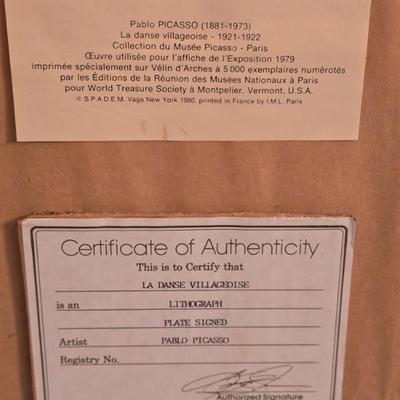 Pablo PICASSO (1881-1973)
La danse villageoise - 1921-1922
Collection du Musée Picasso - Paris
Œuvre utilisée pour l'affiche de l'Exposition 1979
imprimée spécialement sur Vélin d'Arches à 5 000 exemplaires numérotés
par les Éditions de la Réunion des Musées Nationaux à Paris
pour World Treasure Society à Montpelier. Vermont, U.S.A.
© S.P.A.D.E.M. Vaga New York 1980. printed in France by I.M.L. Paris
Certificate of Authenticity
This is to Certify that
LA DANSE VILLAGEOISE
is an LITHOGRAPH
PLATE SIGNED
Artist PABLO PICASSO
Registry No.
Authorized Signature